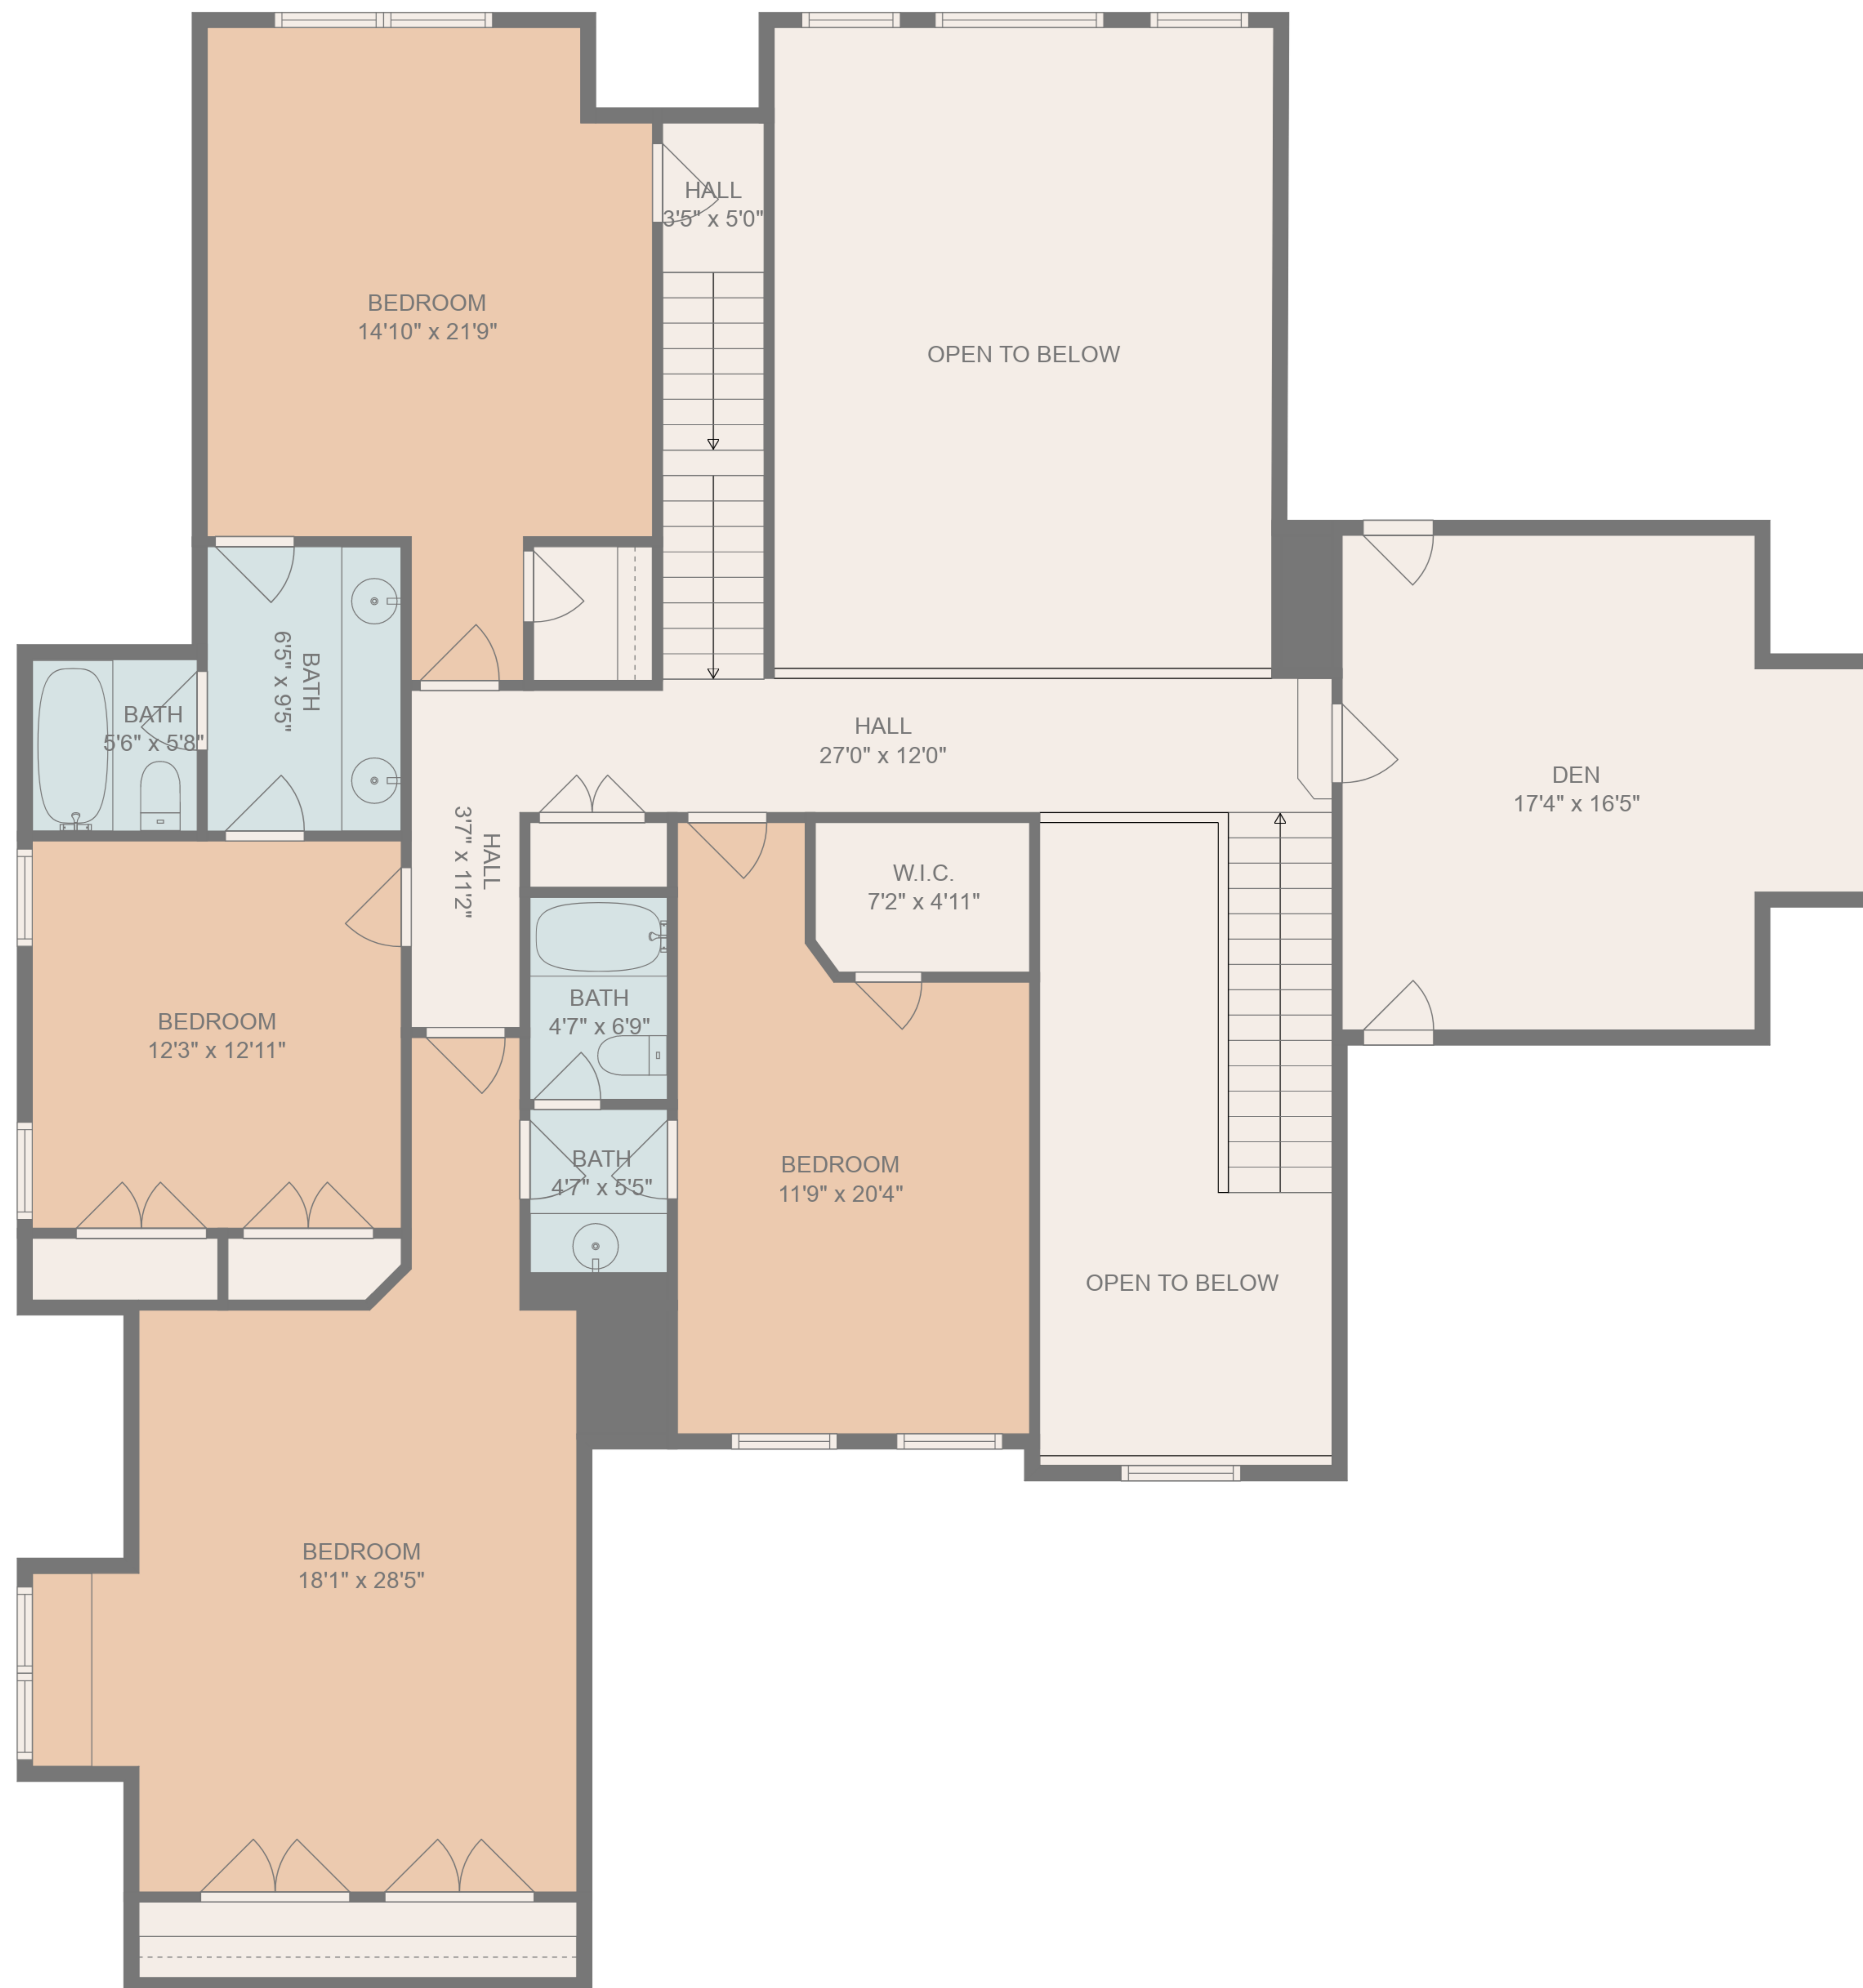 HALL
3'5" x 5'0"
BEDROOM
14'10" x 21'9"
OPEN TO BELOW
BATH
6'5" x 9'5"
BATH
5'6" x 5'8"
HALL
27'0" x 12'0"
DEN
17'4" x 16'5"
HALL
3'7" x 11'2"
W.I.C.
7'2" x 4'11"
BATH
4'7" x 6'9"
BEDROOM
12'3" x 12'11"
BATH
4'7" x 5'5"
BEDROOM
11'9" x 20'4"
OPEN TO BELOW
BEDROOM
18'1" x 28'5"